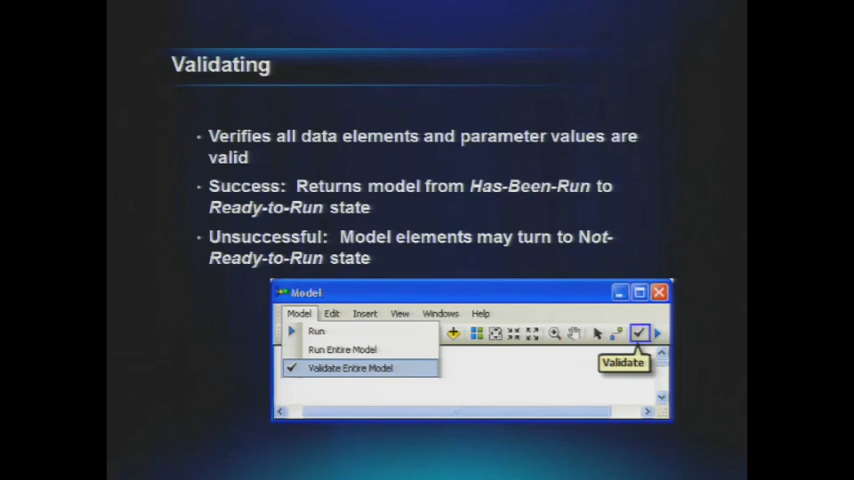 Validating
• Verifies all data elements and parameter values are
valid
• Success: Returns model from Has-Been-Run to
Ready-to-Run state
• Unsuccessful: Model elements may turn to Not-
Ready-to-Run state
Model
Model Edit Insert View Windows Help
Run
Run Entire Model
Validate Entire Model
Validate